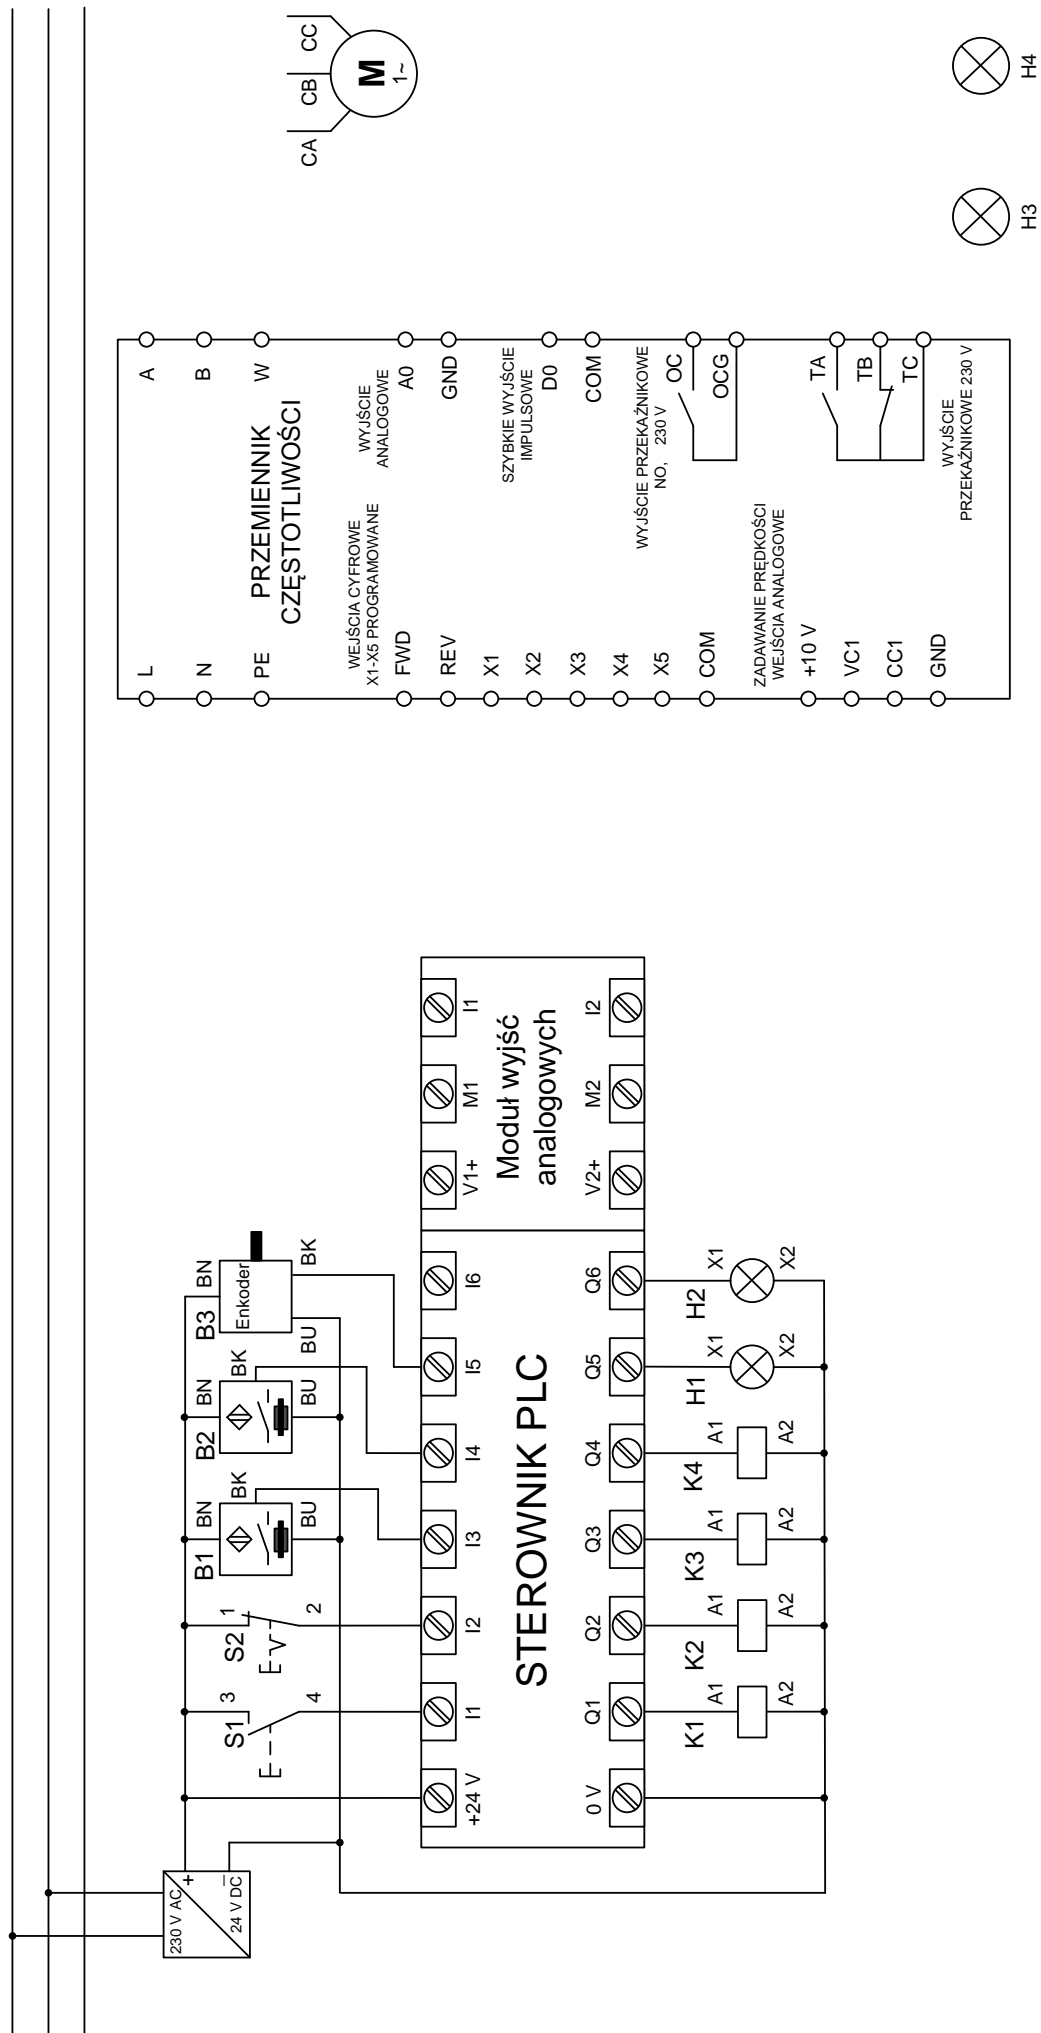 230 V AC
+
–
24 V DC
S1
3
4
S2
1
2
B1
BN
BK
BU
B2
BN
BK
BU
B3
BN
Enkoder
BU
BK
+24 V
I1
I2
I3
I4
I5
I6
V1+
M1
I1
STEROWNIK PLC
Moduł wyjść
analogowych
0 V
Q1
Q2
Q3
Q4
Q5
Q6
V2+
M2
I2
K1
A1
A2
K2
A1
A2
K3
A1
A2
K4
A1
A2
H1
X1
X2
H2
X1
X2
L
N
PE
PRZEMIENNIK
CZĘSTOTLIWOŚCI
A
B
W
WEJŚCIA CYFROWE
X1-X5 PROGRAMOWANE
FWD
REV
X1
X2
X3
X4
X5
COM
ZADAWANIE PRĘDKOŚCI
WEJŚCIA ANALOGOWE
+10 V
VC1
CC1
GND
WYJŚCIE
ANALOGOWE
A0
GND
SZYBKIE WYJŚCIE
IMPULSOWE
D0
COM
WYJŚCIE PRZEKAŹNIKOWE
NO, 230 V
OC
OCG
TA
TB
TC
WYJŚCIE
PRZEKAŹNIKOWE 230 V
CA
CB
CC
M
1~
H3
H4